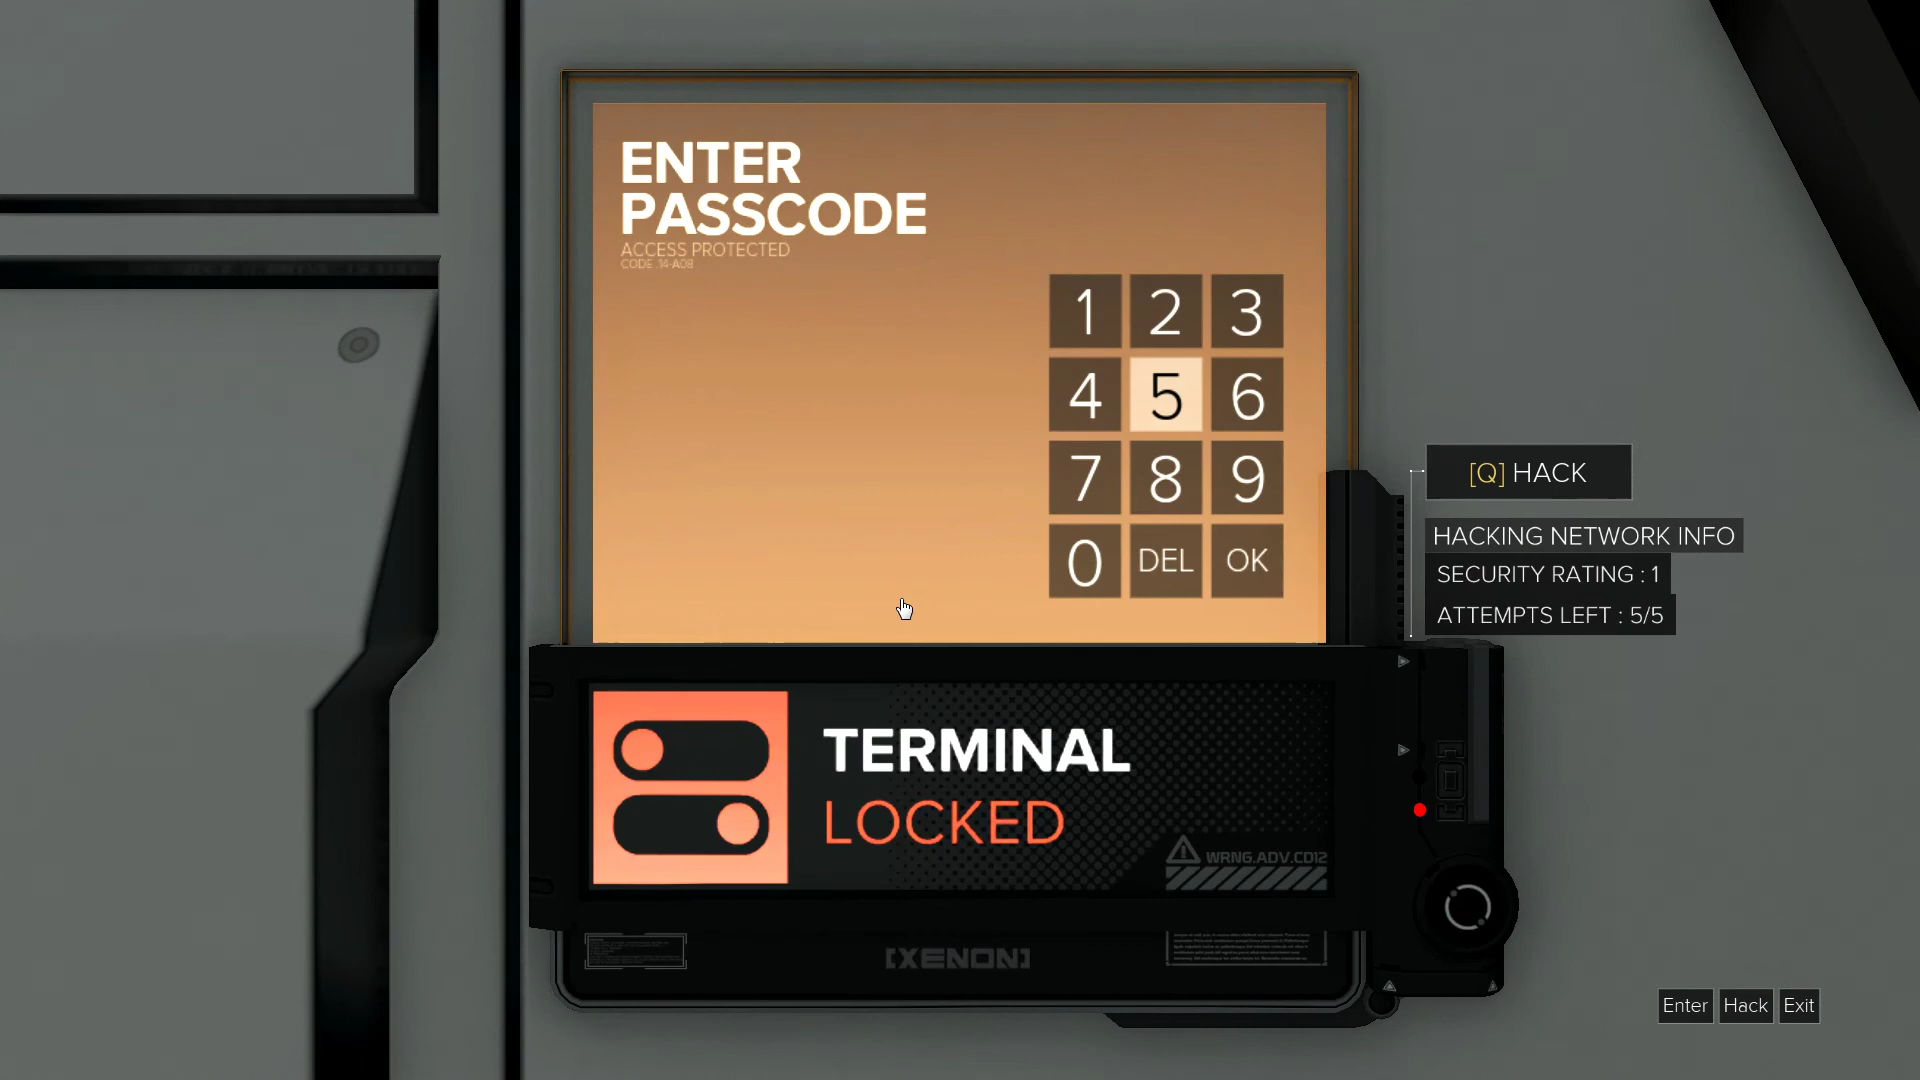 ENTER
PASSCODE
ACCESS PROTECTED
CODE .14-A08
1 2 3
4 5 6
7 8 9
0 DEL OK
[Q] HACK
HACKING NETWORK INFO
SECURITY RATING : 1
ATTEMPTS LEFT : 5/5
TERMINAL
LOCKED
WRNG.ADV.CD12
[XENON]
Enter Hack Exit